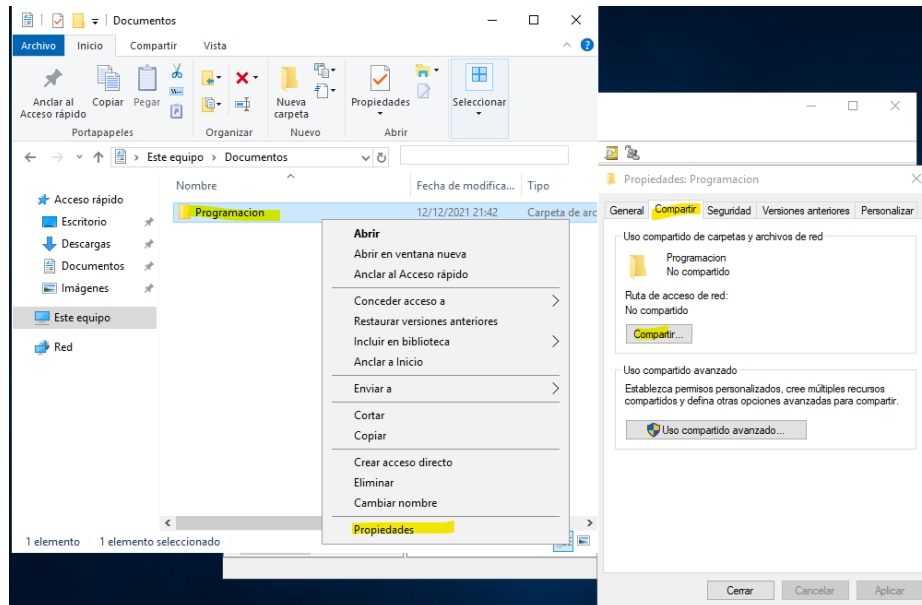 Documentos
Archivo Inicio Compartir Vista
Anclar al Acceso rápido
Copiar
Pegar
Nueva carpeta
Propiedades
Seleccionar
Portapapeles Organizar Nuevo Abrir
Este equipo > Documentos
Nombre Fecha de modifica... Tipo
Programacion 12/12/2021 21:42 Carpeta de arc
Acceso rápido
Escritorio
Descargas
Documentos
Imágenes
Este equipo
Red
Abrir
Abrir en ventana nueva
Anclar al Acceso rápido
Conceder acceso a
Restaurar versiones anteriores
Incluir en biblioteca
Anclar a Inicio
Enviar a
Cortar
Copiar
Crear acceso directo
Eliminar
Cambiar nombre
Propiedades
1 elemento 1 elemento seleccionado
Propiedades: Programacion
General Compartir Seguridad Versiones anteriores Personalizar
Uso compartido de carpetas y archivos de red
Programacion
No compartido
Ruta de acceso de red:
No compartido
Compartir...
Uso compartido avanzado
Establezca permisos personalizados, cree múltiples recursos
compartidos y defina otras opciones avanzadas para compartir.
Uso compartido avanzado...
Cerrar Cancelar Aplicar